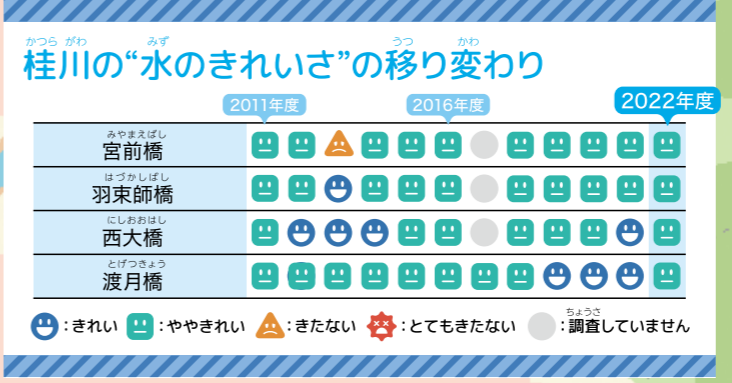 かつら がわ みず うつ かわ
桂川の“水のきれいさ”の移り変わり
2011年度 2016年度 2022年度
みやまえばし
宮前橋
はづかしばし
羽束師橋
にしおおはし
西大橋
とげつきょう
渡月橋
ちょうさ
:きれい :ややきれい :きたない :とてもきたない :調査していません